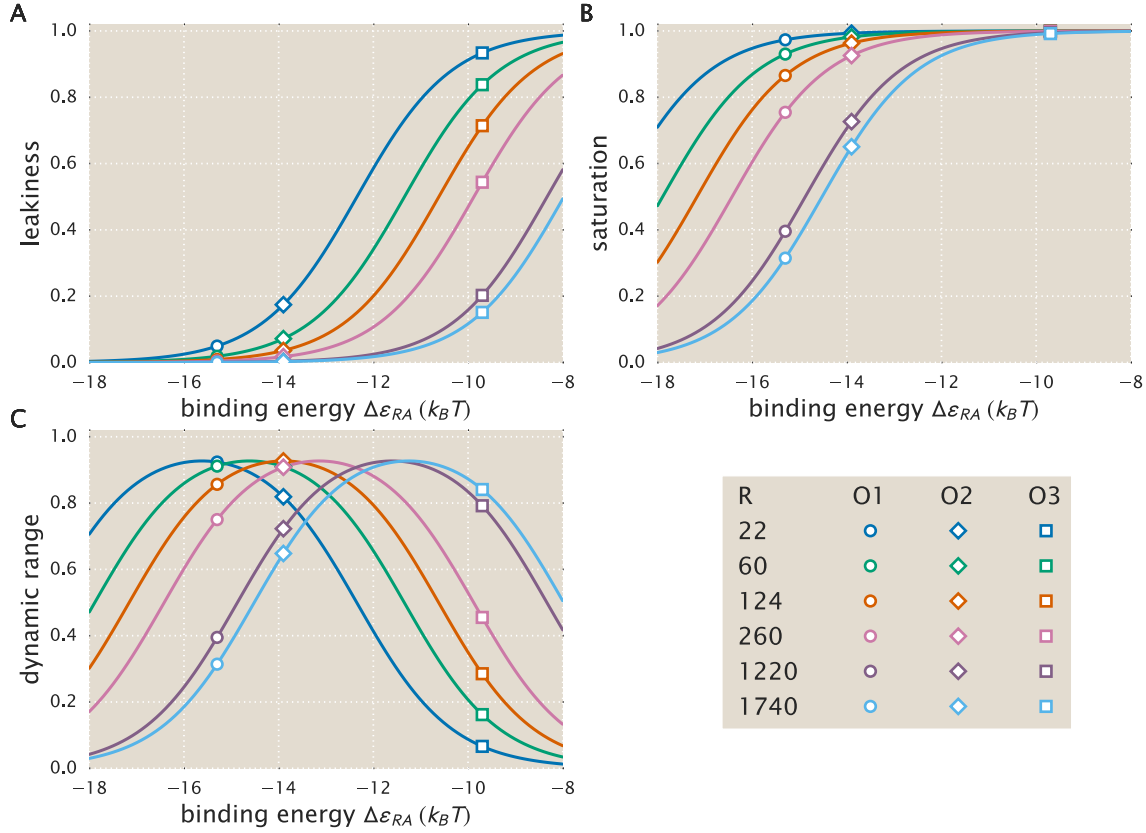 A
1.0
0.8
0.6
0.4
0.2
0.0
leakiness
−18 −16 −14 −12 −10 −8
binding energy Δε_RA (k_BT)
B
1.0
0.8
0.6
0.4
0.2
0.0
saturation
−18 −16 −14 −12 −10 −8
binding energy Δε_RA (k_BT)
C
1.0
0.8
0.6
0.4
0.2
0.0
dynamic range
−18 −16 −14 −12 −10 −8
binding energy Δε_RA (k_BT)
R O1 O2 O3
22
60
124
260
1220
1740